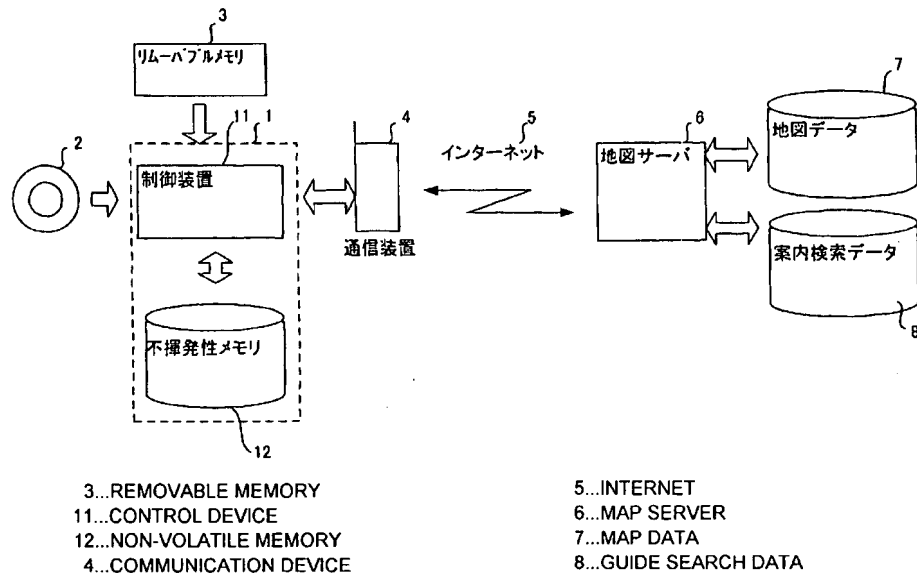 3
リムーバブルメモリ
11
1
2
制御装置
不揮発性メモリ
12
4
通信装置
5
インターネット
6
地図サーバ
7
地図データ
案内検索データ
8
3...REMOVABLE MEMORY
11...CONTROL DEVICE
12...NON-VOLATILE MEMORY
4...COMMUNICATION DEVICE
5...INTERNET
6...MAP SERVER
7...MAP DATA
8...GUIDE SEARCH DATA